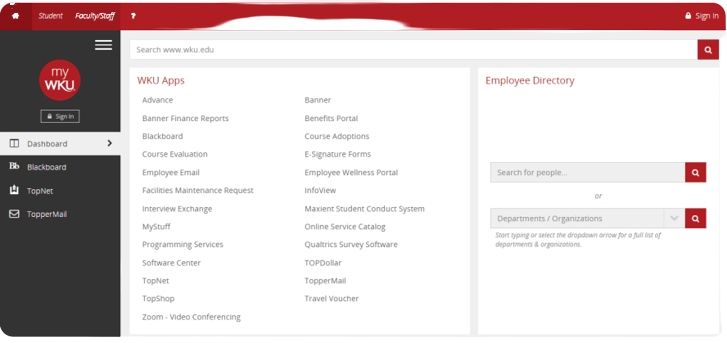 Student Faculty/Staff ? Sign In
my
WKU
Sign In
Dashboard
Bb Blackboard
TopNet
TopperMail
Search www.wku.edu
WKU Apps
Advance
Banner
Banner Finance Reports
Benefits Portal
Blackboard
Course Adoptions
Course Evaluation
E-Signature Forms
Employee Email
Employee Wellness Portal
Facilities Maintenance Request
InfoView
Interview Exchange
Maxient Student Conduct System
MyStuff
Online Service Catalog
Programming Services
Qualtrics Survey Software
Software Center
TOPDollar
TopNet
TopperMail
TopShop
Travel Voucher
Zoom - Video Conferencing
Employee Directory
Search for people...
or
Departments / Organizations
Start typing or select the dropdown arrow for a full list of
departments & organizations.